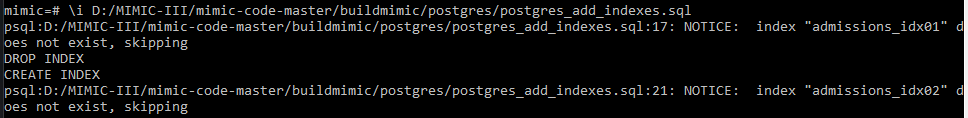 mimic=# \i D:/MIMIC-III/mimic-code-master/buildmimic/postgres/postgres_add_indexes.sql
psql:D:/MIMIC-III/mimic-code-master/buildmimic/postgres/postgres_add_indexes.sql:17: NOTICE:  index "admissions_idx01" d
oes not exist, skipping
DROP INDEX
CREATE INDEX
psql:D:/MIMIC-III/mimic-code-master/buildmimic/postgres/postgres_add_indexes.sql:21: NOTICE:  index "admissions_idx02" d
oes not exist, skipping